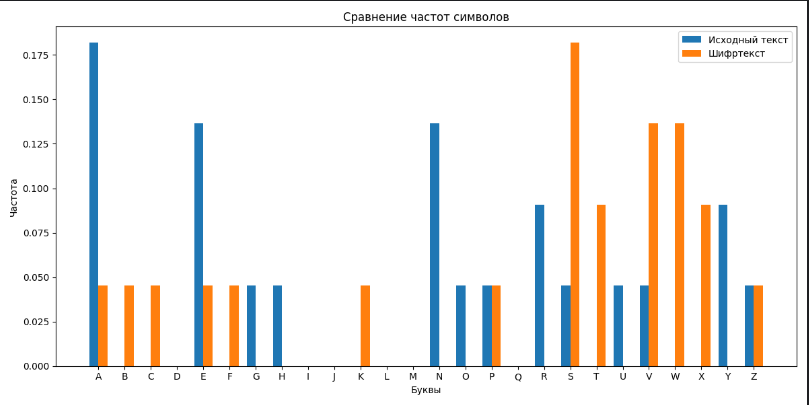 Сравнение частот символов
Исходный текст
Шифртекст
Частота
0.175
0.150
0.125
0.100
0.075
0.050
0.025
0.000
A B C D E F G H I J K L M N O P Q R S T U V W X Y Z
Буквы